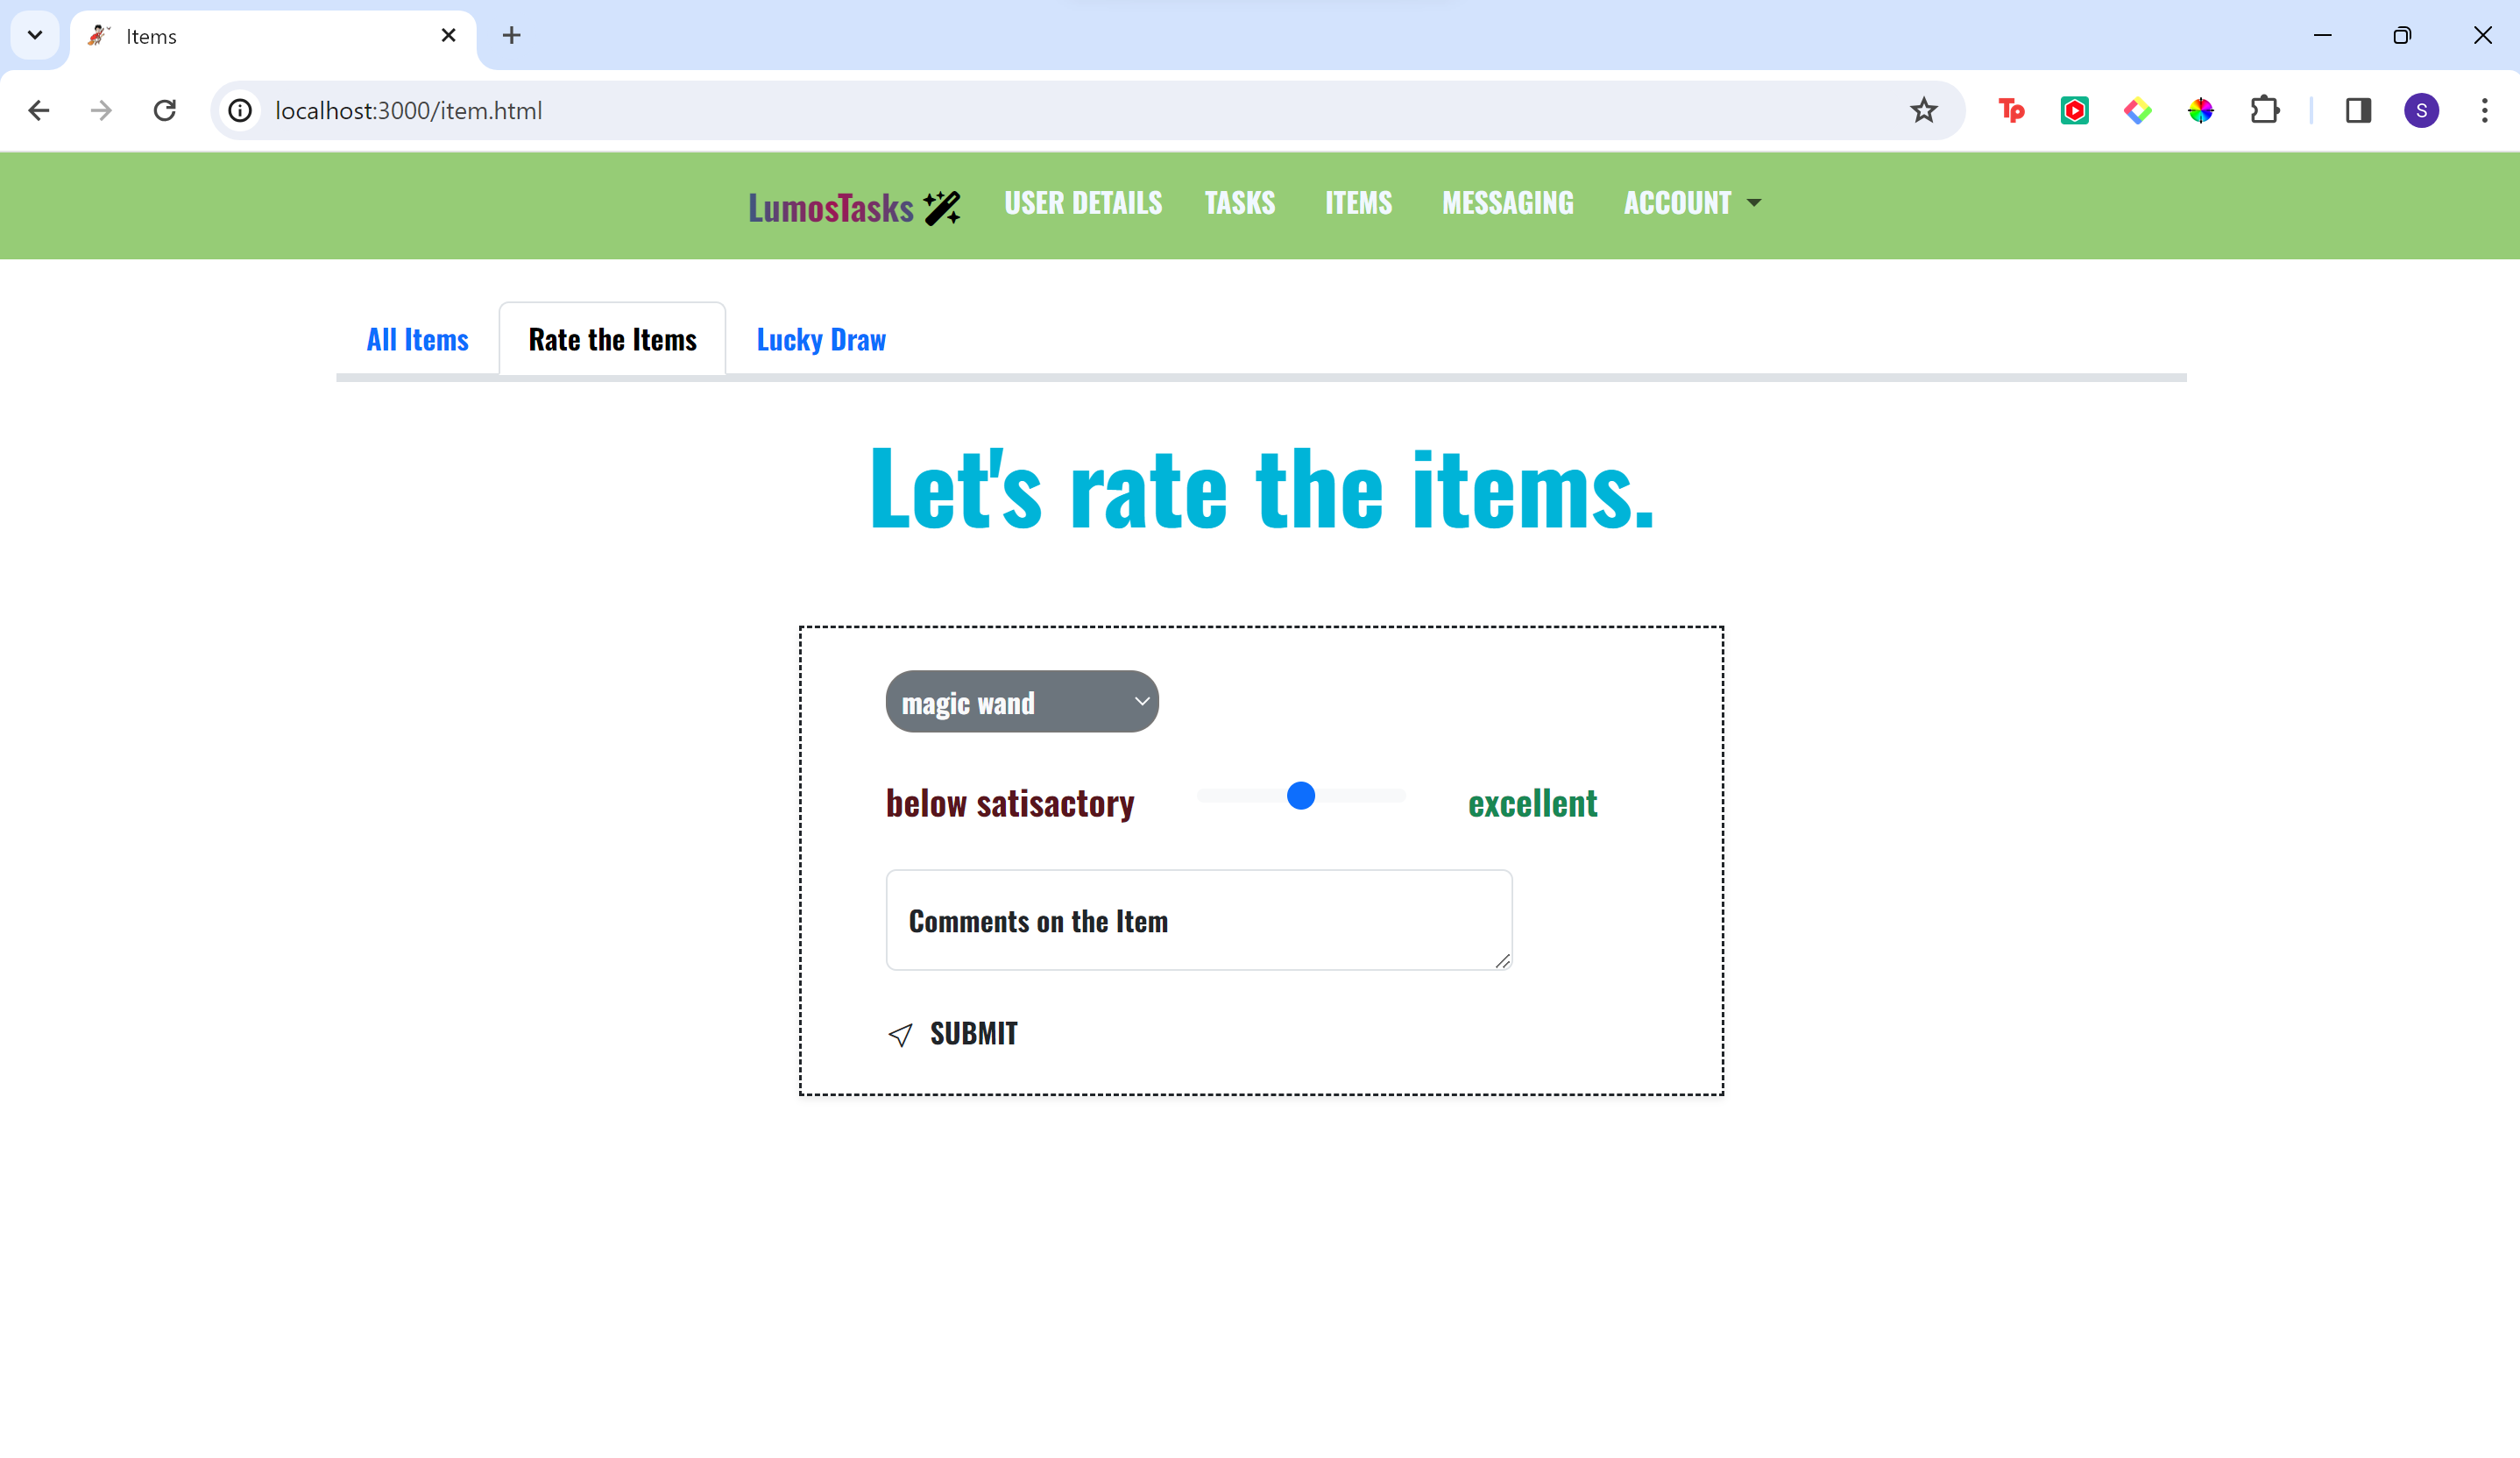 Items
localhost:3000/item.html
Tp
S
LumosTasks USER DETAILS TASKS ITEMS MESSAGING ACCOUNT
All Items Rate the Items Lucky Draw
Let's rate the items.
magic wand
below satisactory excellent
Comments on the Item
SUBMIT